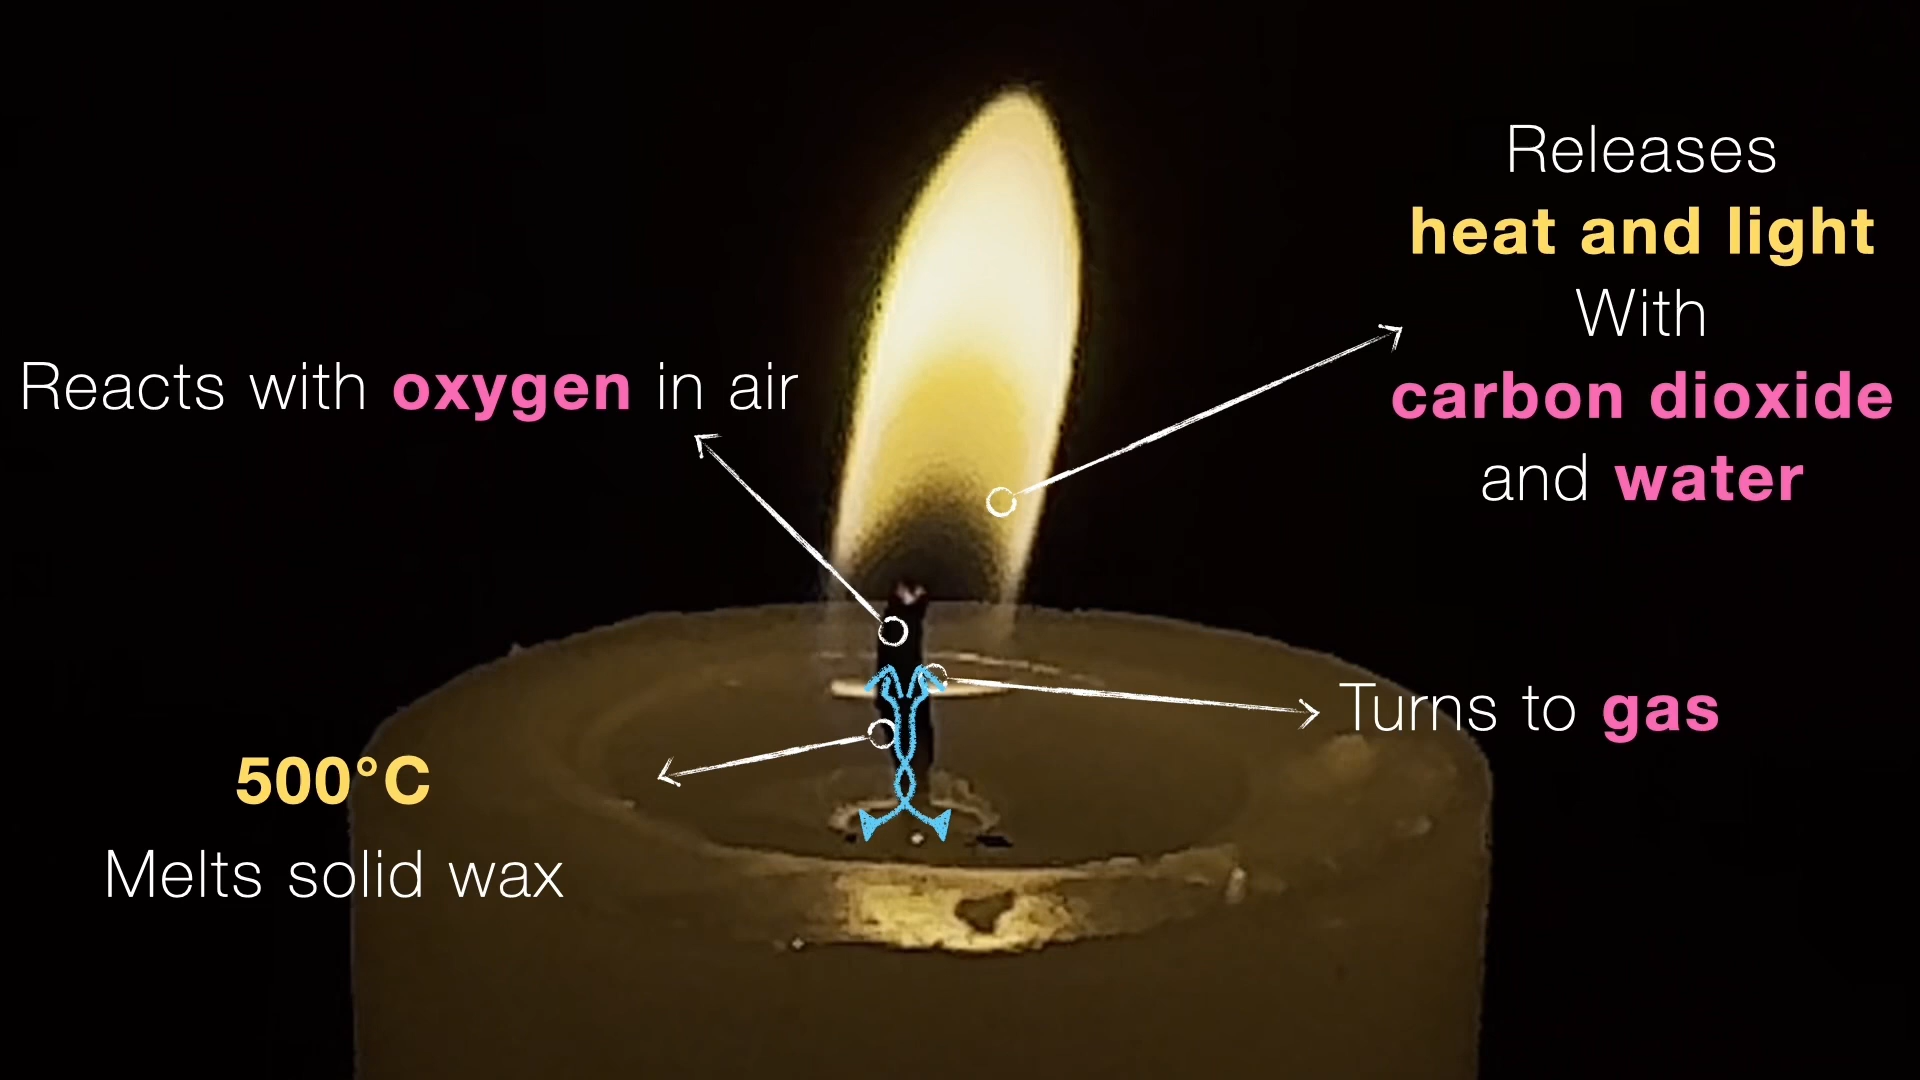 Releases
heat and light
With
carbon dioxide
and water
Reacts with oxygen in air
Turns to gas
500°C
Melts solid wax